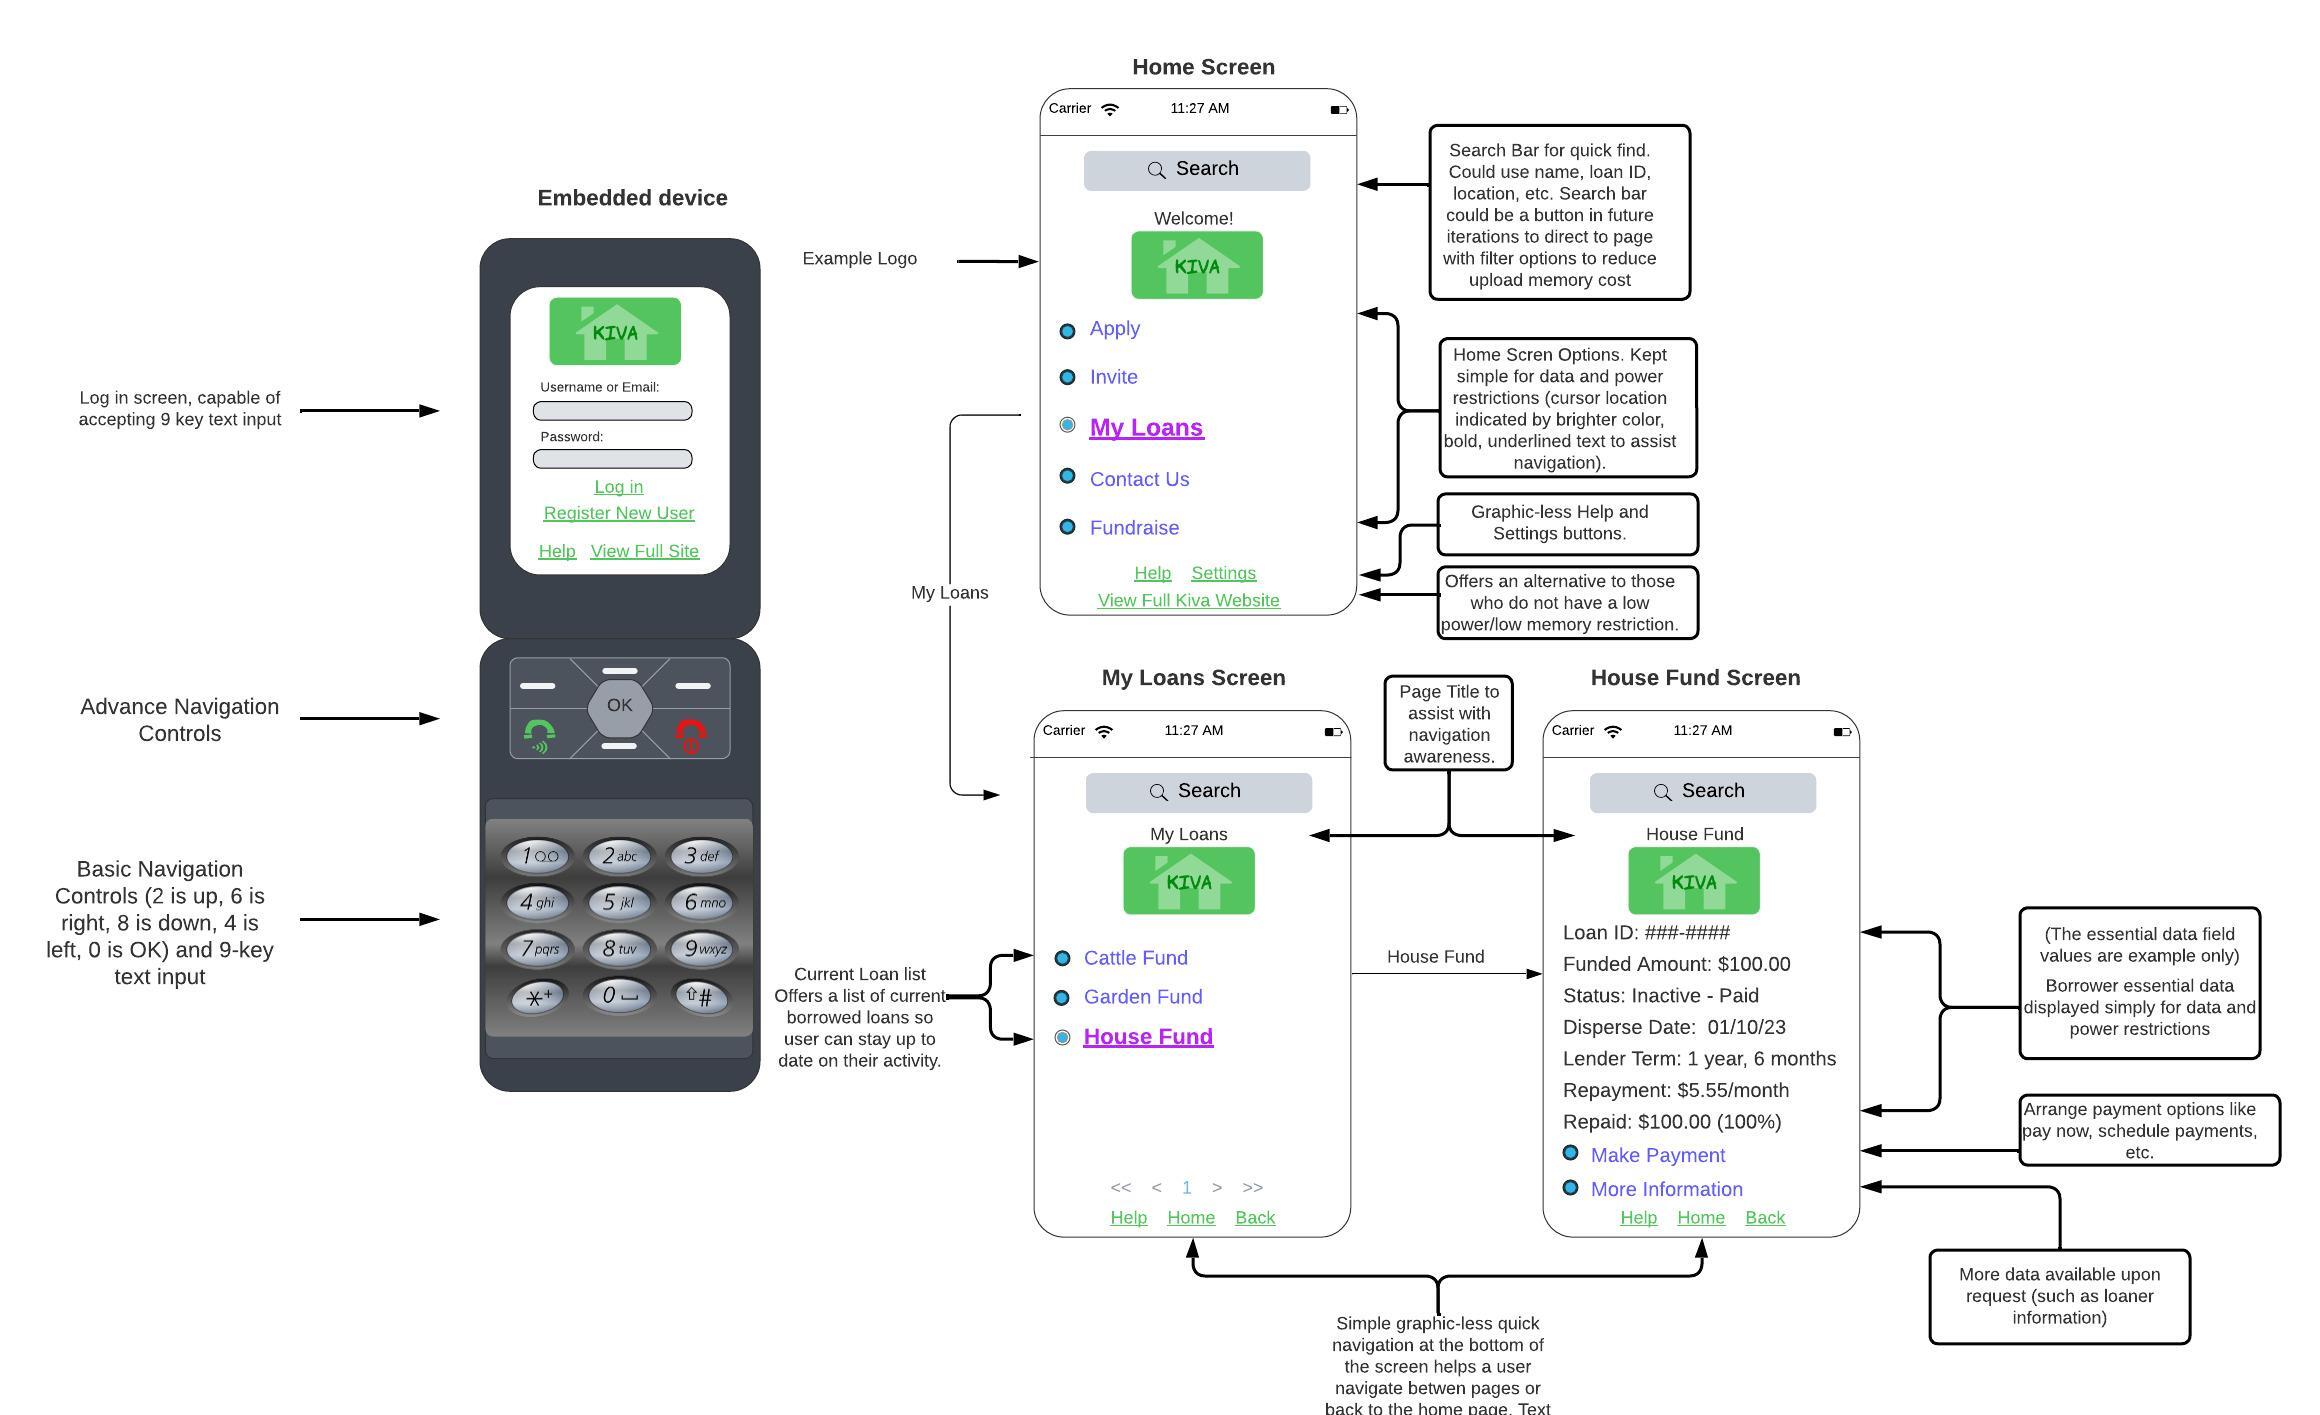 Home Screen
Carrier 11:27 AM
Search
Welcome!
KIVA
Apply
Invite
My Loans
Contact Us
Fundraise
Help Settings
View Full Kiva Website
Search Bar for quick find.
Could use name, loan ID,
location, etc. Search bar
could be a button in future
iterations to direct to page
with filter options to reduce
upload memory cost
Home Scren Options. Kept
simple for data and power
restrictions (cursor location
indicated by brighter color,
bold, underlined text to assist
navigation).
Graphic-less Help and
Settings buttons.
Offers an alternative to those
who do not have a low
power/low memory restriction.
Example Logo
My Loans
Embedded device
KIVA
Username or Email:
Password:
Log in
Register New User
Help View Full Site
OK
1
2 abc
3 def
4 ghi
5 jkl
6 mno
7 pqrs
8 tuv
9 wxyz
*+
0
#
Log in screen, capable of
accepting 9 key text input
Advance Navigation
Controls
Basic Navigation
Controls (2 is up, 6 is
right, 8 is down, 4 is
left, 0 is OK) and 9-key
text input
My Loans Screen
Carrier 11:27 AM
Search
My Loans
KIVA
Cattle Fund
Garden Fund
House Fund
<< < 1 > >>
Help Home Back
Current Loan list
Offers a list of current
borrowed loans so
user can stay up to
date on their activity.
Page Title to
assist with
navigation
awareness.
House Fund
House Fund Screen
Carrier 11:27 AM
Search
House Fund
KIVA
Loan ID: ###-####
Funded Amount: $100.00
Status: Inactive - Paid
Disperse Date: 01/10/23
Lender Term: 1 year, 6 months
Repayment: $5.55/month
Repaid: $100.00 (100%)
Make Payment
More Information
Help Home Back
(The essential data field
values are example only)
Borrower essential data
displayed simply for data and
power restrictions
Arrange payment options like
pay now, schedule payments,
etc.
More data available upon
request (such as loaner
information)
Simple graphic-less quick
navigation at the bottom of
the screen helps a user
navigate betwen pages or
back to the home page. Text